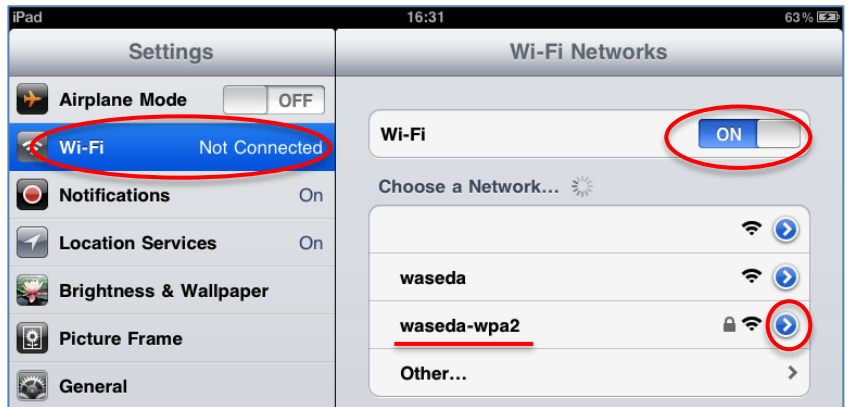 iPad 16:31 63%
Settings
Airplane Mode OFF
Wi-Fi Not Connected
Notifications On
Location Services On
Brightness & Wallpaper
Picture Frame
General
Wi-Fi Networks
Wi-Fi ON
Choose a Network...
waseda
waseda-wpa2
Other...